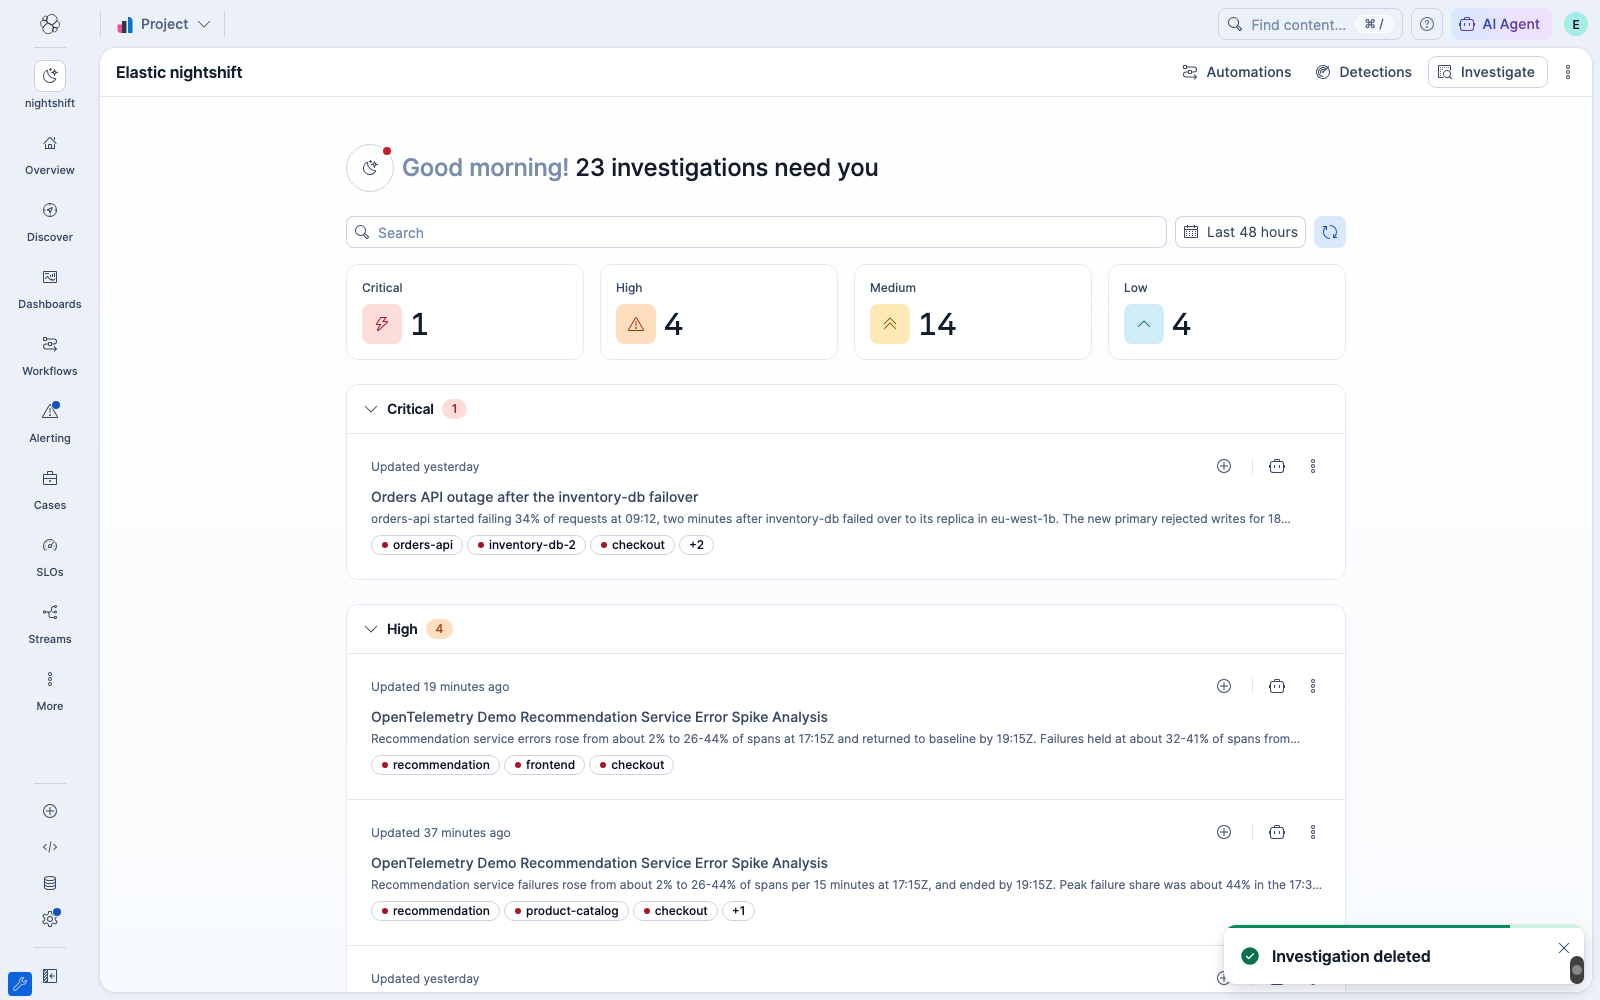 Project
Find content...
⌘ /
AI Agent
E
nightshift
Overview
Discover
Dashboards
Workflows
Alerting
Cases
SLOs
Streams
More
Elastic nightshift
Automations
Detections
Investigate
Good morning! 23 investigations need you
Search
Last 48 hours
Critical
1
High
4
Medium
14
Low
4
Critical 1
Updated yesterday
Orders API outage after the inventory-db failover
orders-api started failing 34% of requests at 09:12, two minutes after inventory-db failed over to its replica in eu-west-1b. The new primary rejected writes for 18...
orders-api inventory-db-2 checkout +2
High 4
Updated 19 minutes ago
OpenTelemetry Demo Recommendation Service Error Spike Analysis
Recommendation service errors rose from about 2% to 26-44% of spans at 17:15Z and returned to baseline by 19:15Z. Failures held at about 32-41% of spans from...
recommendation frontend checkout
Updated 37 minutes ago
OpenTelemetry Demo Recommendation Service Error Spike Analysis
Recommendation service failures rose from about 2% to 26-44% of spans per 15 minutes at 17:15Z, and ended by 19:15Z. Peak failure share was about 44% in the 17:3...
recommendation product-catalog checkout +1
Updated yesterday
Investigation deleted